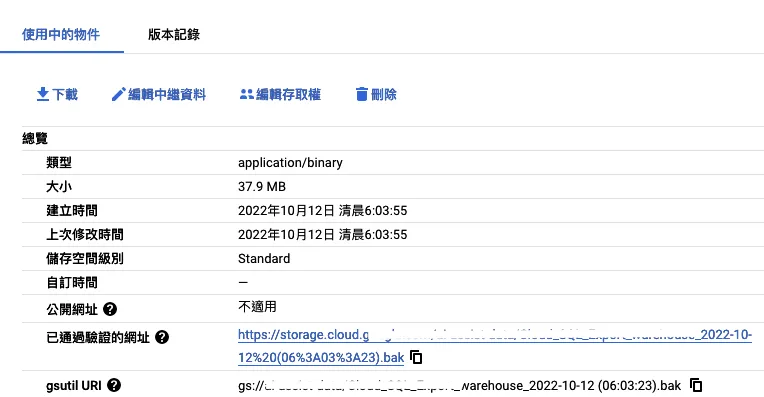 使用中的物件
版本記錄
下載
編輯中繼資料
編輯存取權
刪除
總覽
類型 application/binary
大小 37.9 MB
建立時間 2022年10月12日 清晨6:03:55
上次修改時間 2022年10月12日 清晨6:03:55
儲存空間級別 Standard
自訂時間 —
公開網址 不適用
已通過驗證的網址 https://storage.cloud.g warehouse_2022-10-
12%20(06%3A03%3A23).bak
gsutil URI gs:// warehouse_2022-10-12 (06:03:23).bak